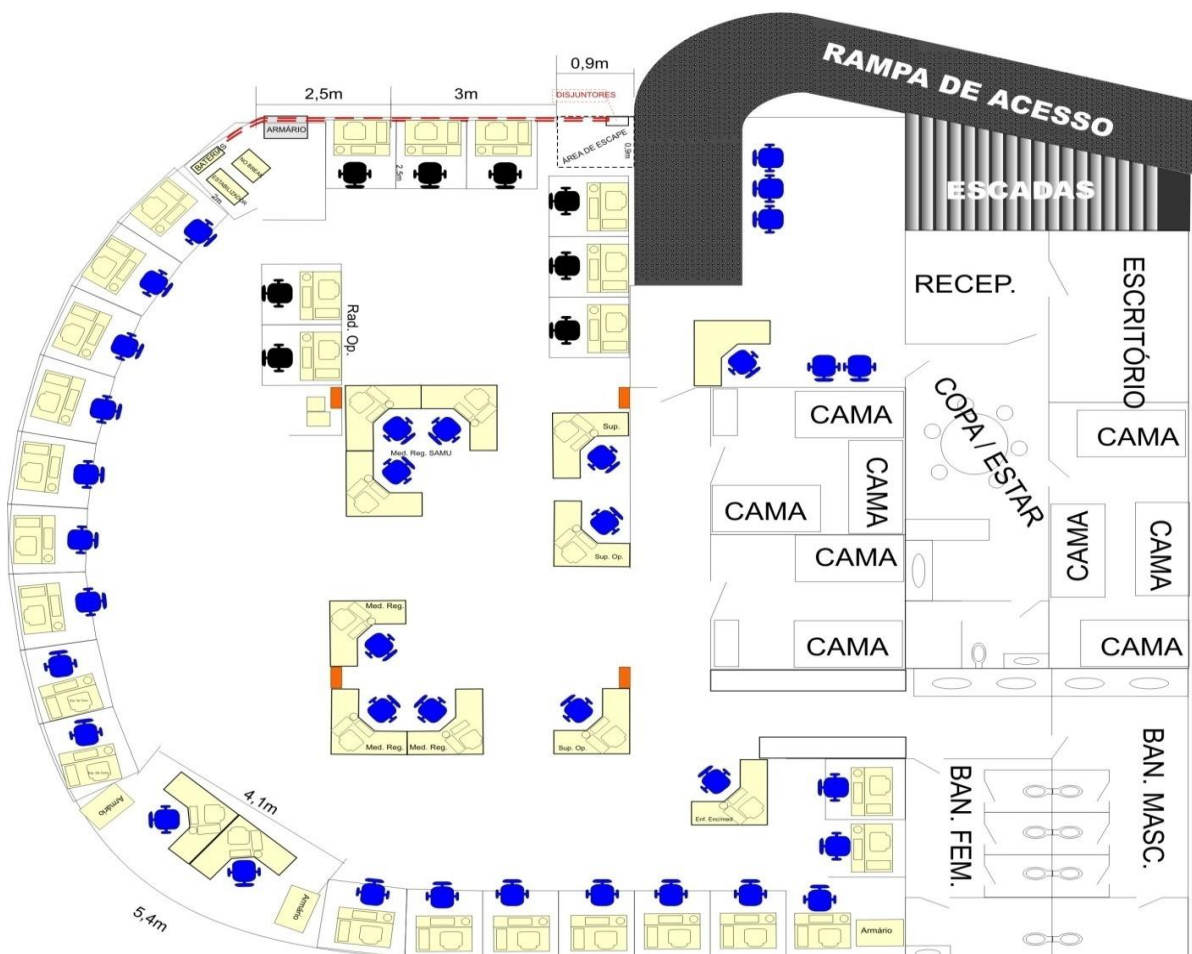 0,9m
2,5m
3m
DISJUNTORES
RAMPA DE ACESSO
ARMÁRIO
ÁREA DE ESCAPE
0,9m
BATERIAS
NO BREAK
ESTABILIZADOR
2m
2,5m
ESCADAS
RECEP.
ESCRITÓRIO
Rad. Op.
COPA / ESTAR
CAMA
CAMA
CAMA
CAMA
CAMA
CAMA
CAMA
CAMA
CAMA
Sup.
Med. Reg. SAMU
Sup. Op.
Med. Reg.
Med. Reg.
Med. Reg.
Sup. Op.
Enf. Enc/med
BAN. FEM.
BAN. MASC.
Armário
4,1m
5,4m
Armário
Armário